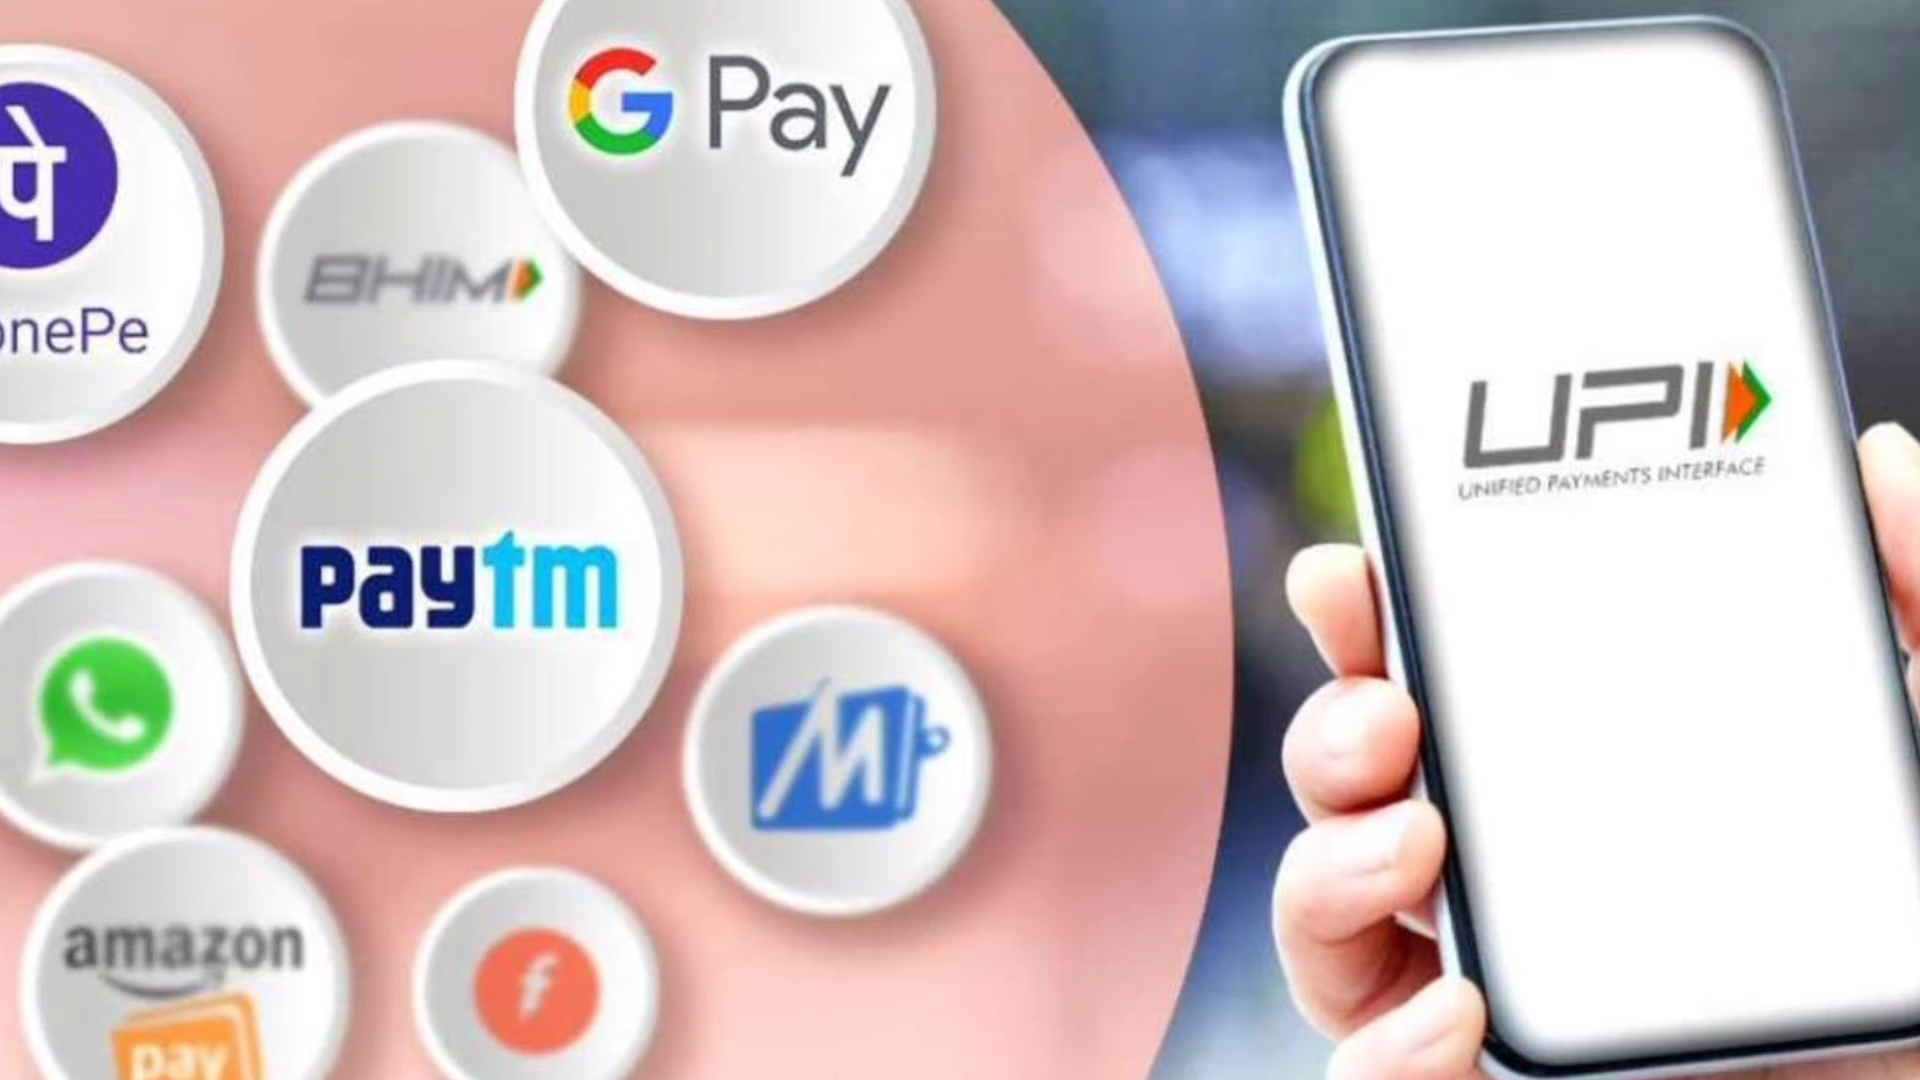 G Pay
पे
onePe
BHIM
paytm
UPI
UNIFIED PAYMENTS INTERFACE
M
amazon
pay
f